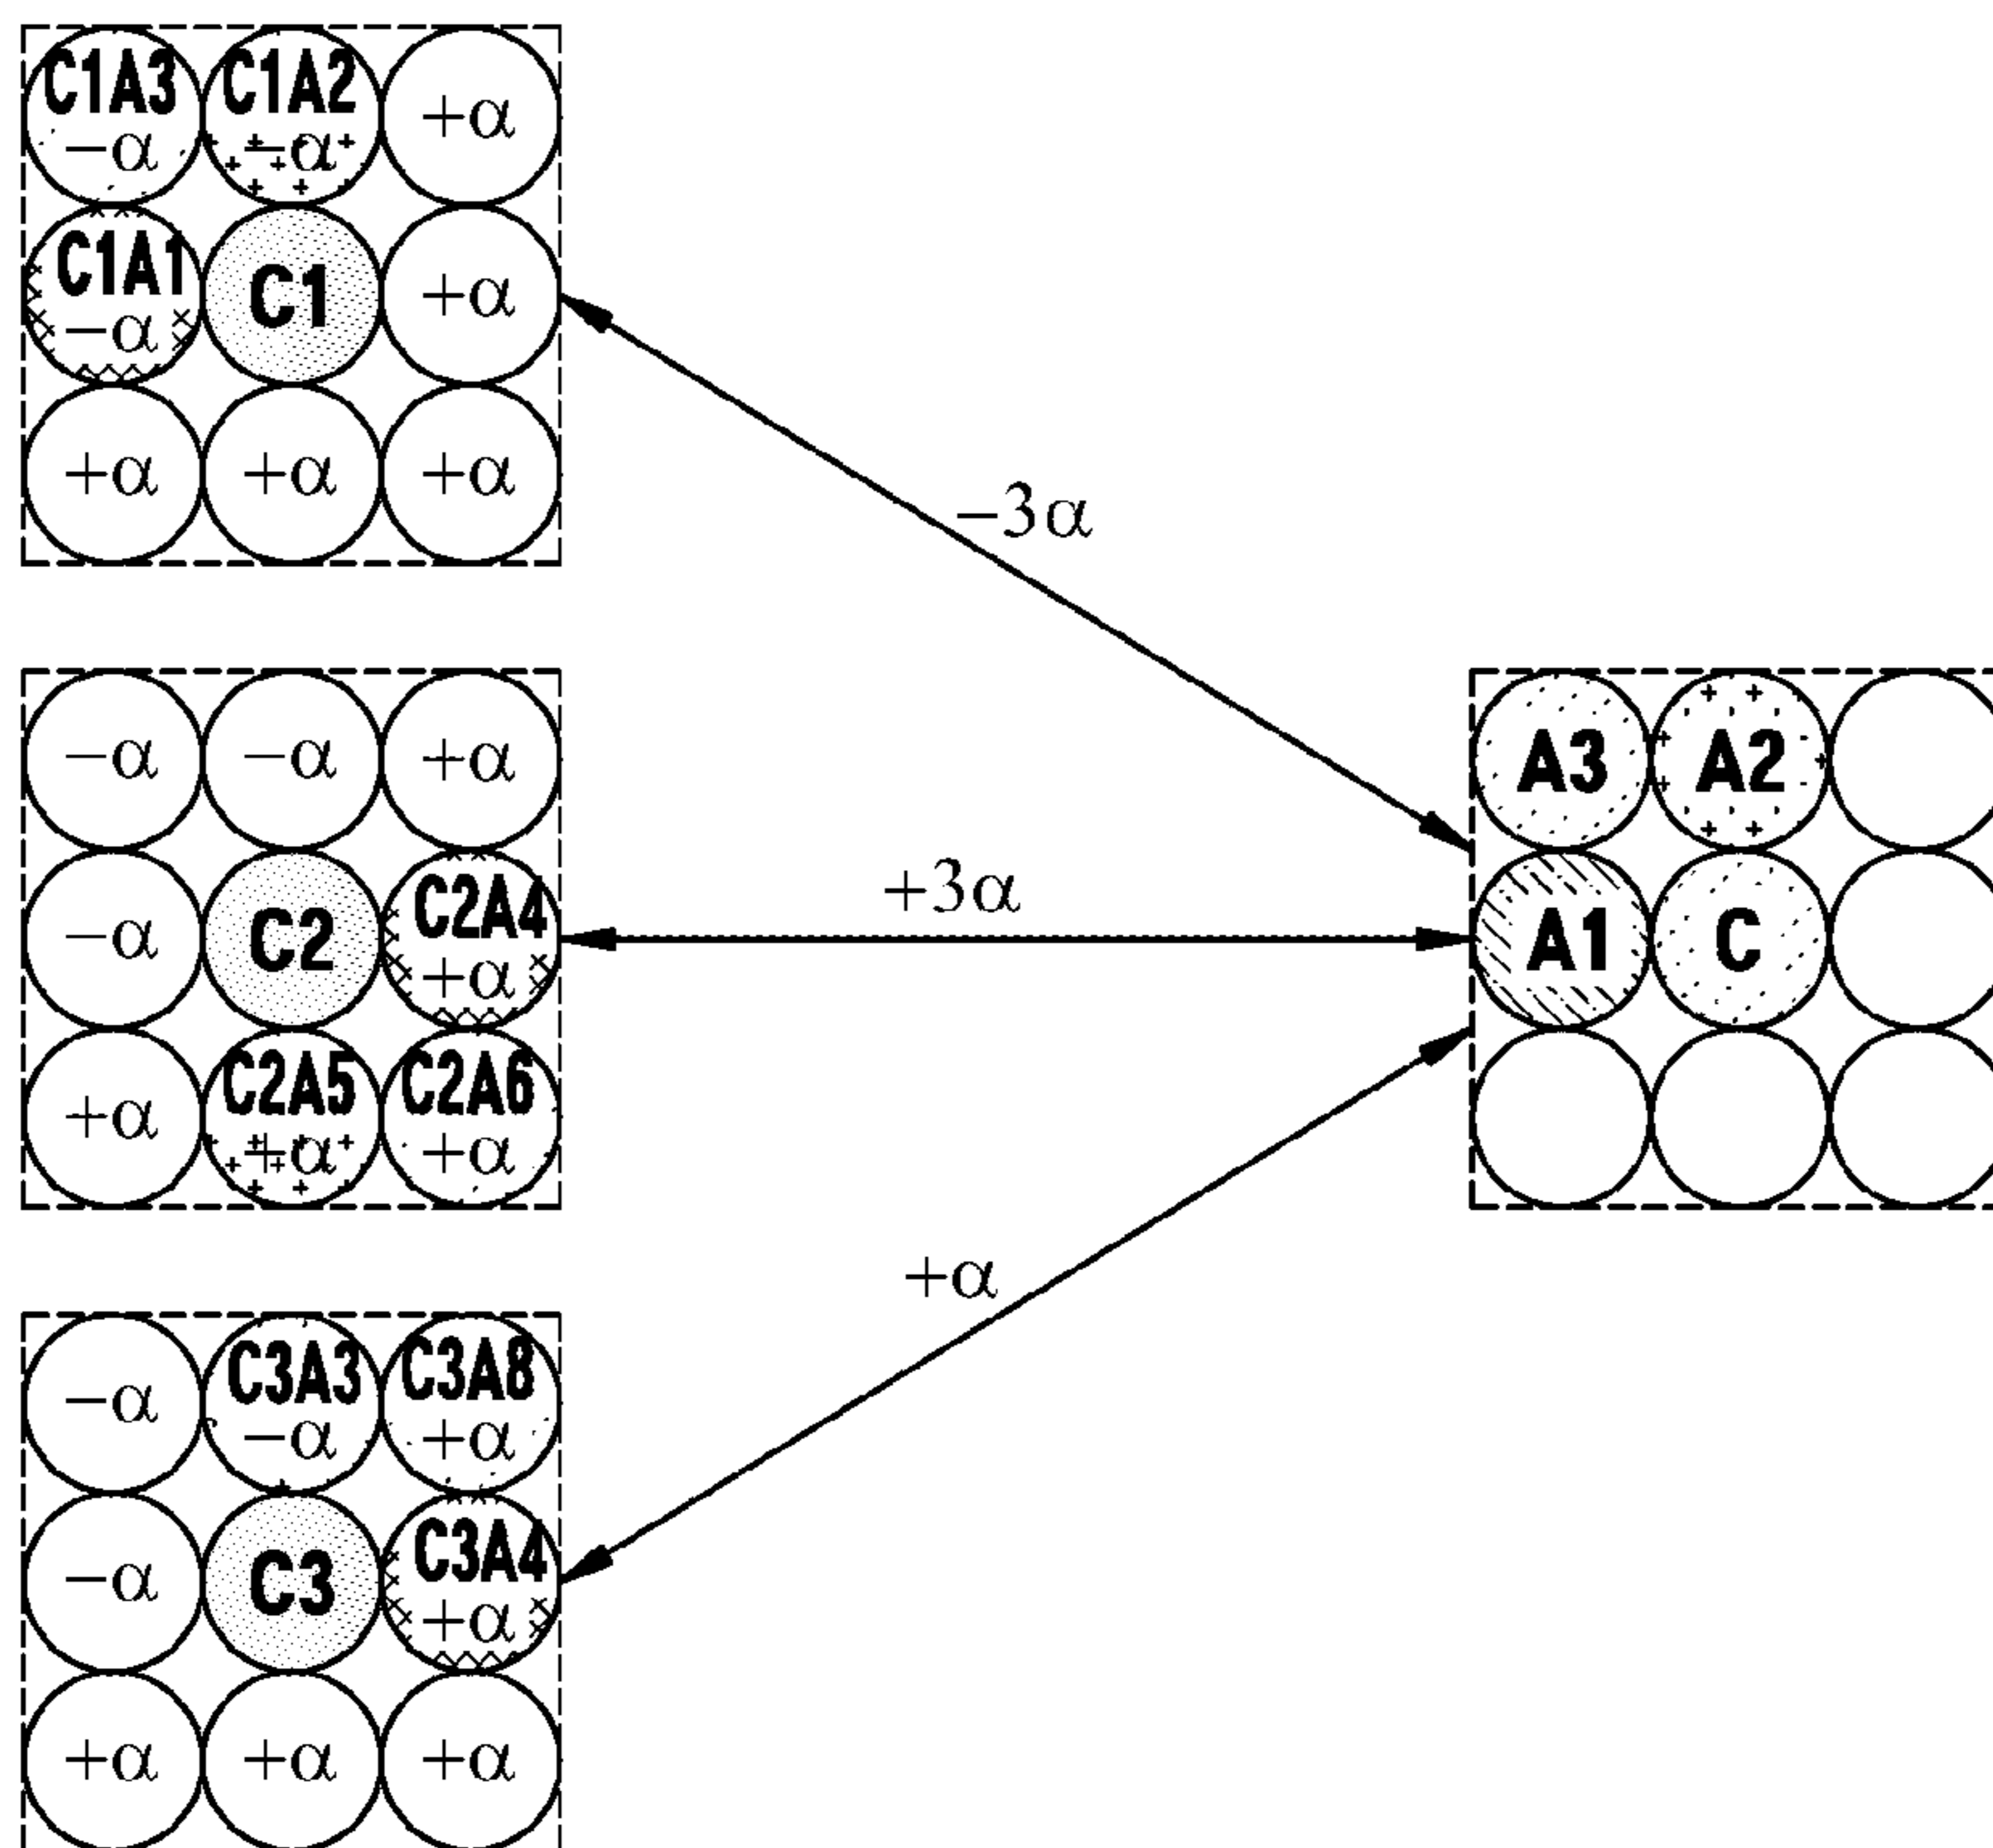 C1A3 C1A2
−α −α +α
C1A1 C1 +α
−α
+α +α +α
−3α
−α −α +α
A3 A2
+3α
−α C2 C2A4
+α
A1 C
C2A5 C2A6
+α +α +α
+α
C3A3 C3A8
−α −α +α
−α C3 C3A4
+α
+α +α +α